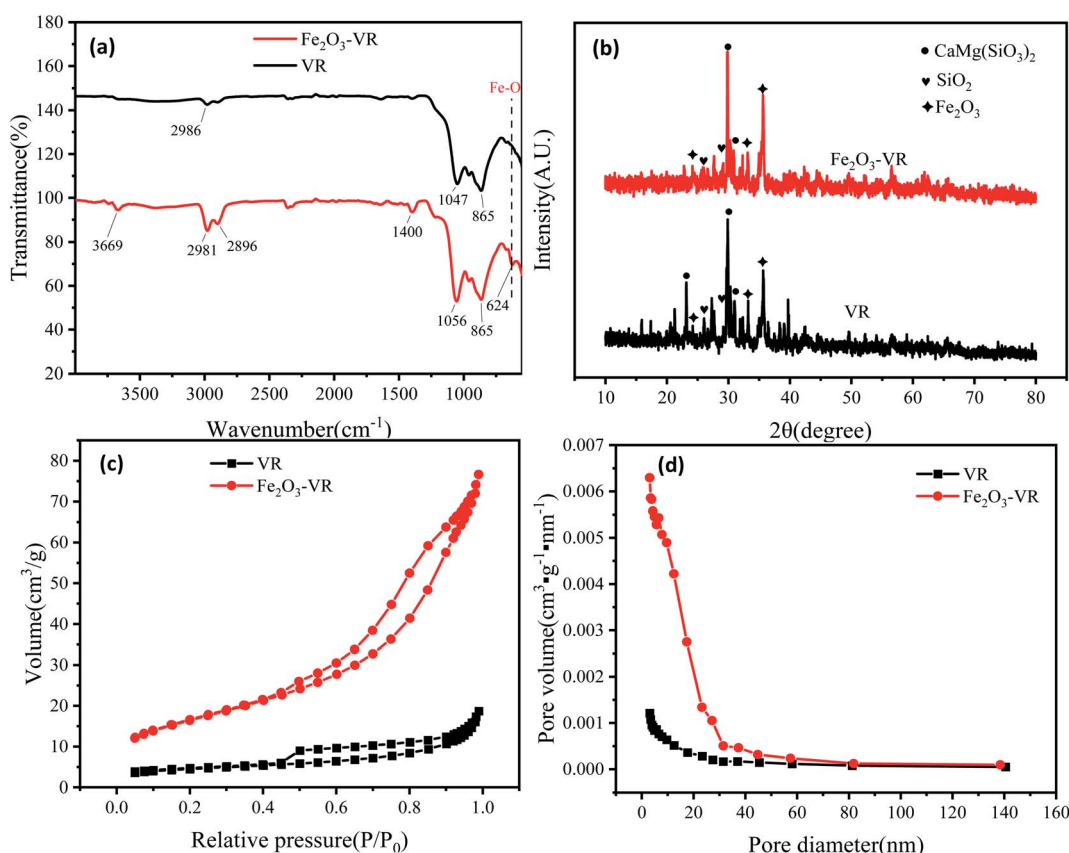 (a)
Fe₂O₃-VR
VR
Fe-O
2986
1047
865
3669
2981
2896
1400
1056
865
624
180
160
140
120
100
80
60
40
20
Transmittance(%)
3500 3000 2500 2000 1500 1000
Wavenumber(cm⁻¹)
(b)
CaMg(SiO₃)₂
SiO₂
Fe₂O₃
Fe₂O₃-VR
VR
Intensity(A.U.)
10 20 30 40 50 60 70 80
2θ(degree)
(c)
VR
Fe₂O₃-VR
80
70
60
50
40
30
20
10
0
Volume(cm³/g)
0.0 0.2 0.4 0.6 0.8 1.0
Relative pressure(P/P₀)
(d)
VR
Fe₂O₃-VR
0.007
0.006
0.005
0.004
0.003
0.002
0.001
0.000
Pore volume(cm³▪g⁻¹▪nm⁻¹)
0 20 40 60 80 100 120 140 160
Pore diameter(nm)